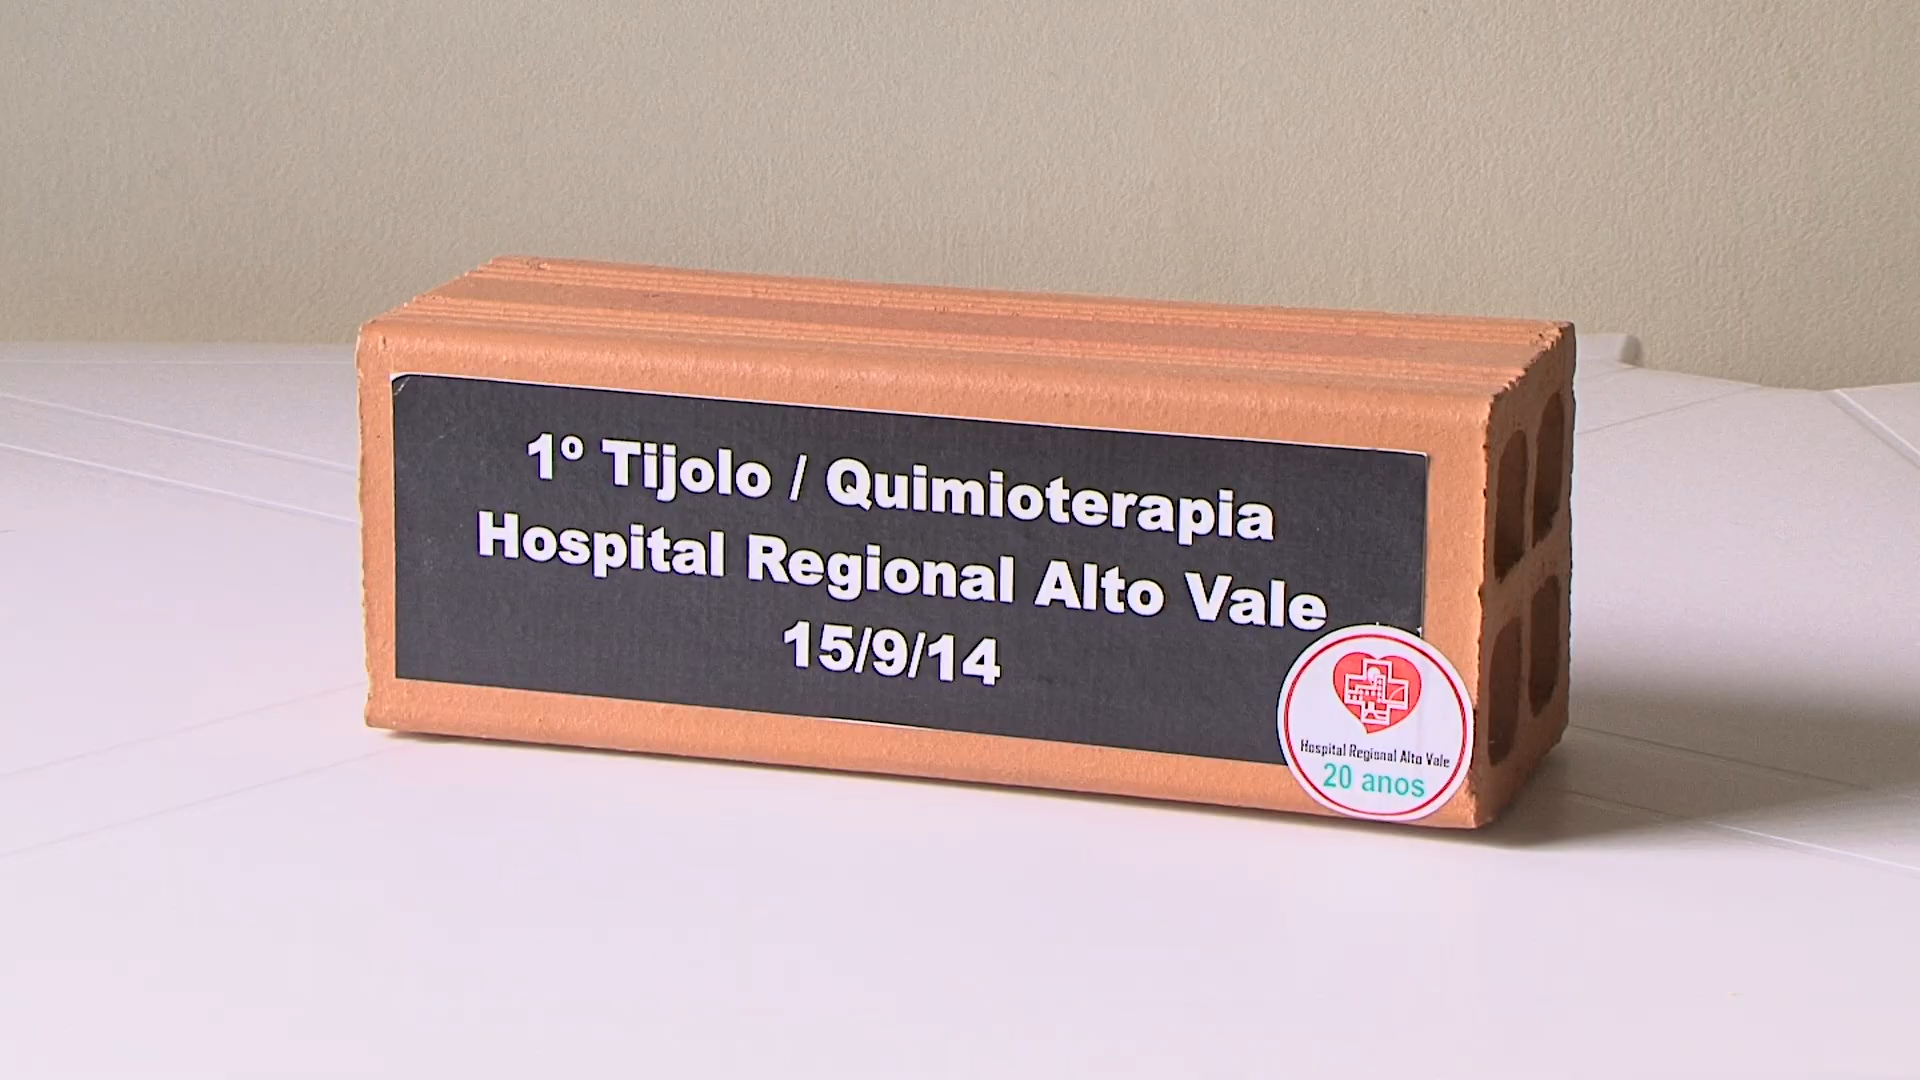 1º Tijolo / Quimioterapia
Hospital Regional Alto Vale
15/9/14
Hospital Regional Alto Vale
20 anos